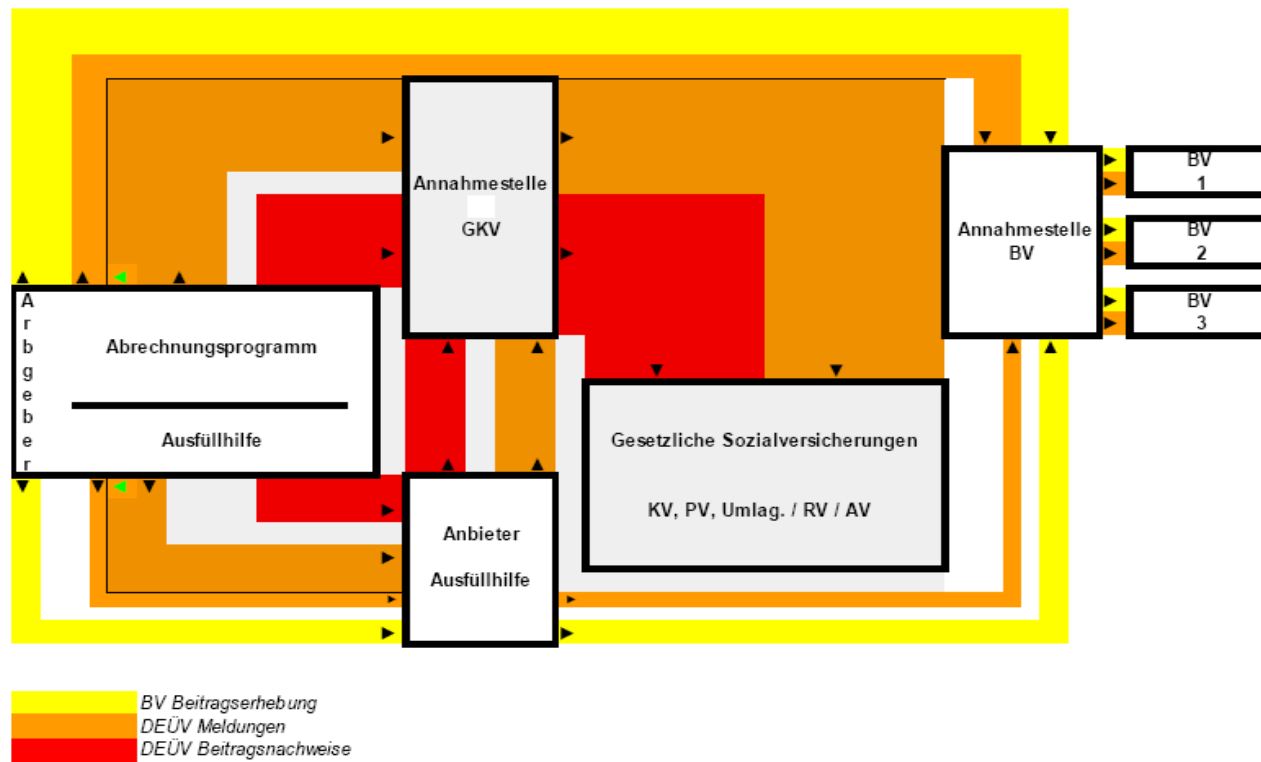 Annahmestelle
GKV
Annahmestelle
BV
BV
1
BV
2
BV
3
Arbgeber
Abrechnungsprogramm
Ausfüllhilfe
Gesetzliche Sozialversicherungen
KV, PV, Umlag. / RV / AV
Anbieter
Ausfüllhilfe
BV Beitragserhebung
DEÜV Meldungen
DEÜV Beitragsnachweise